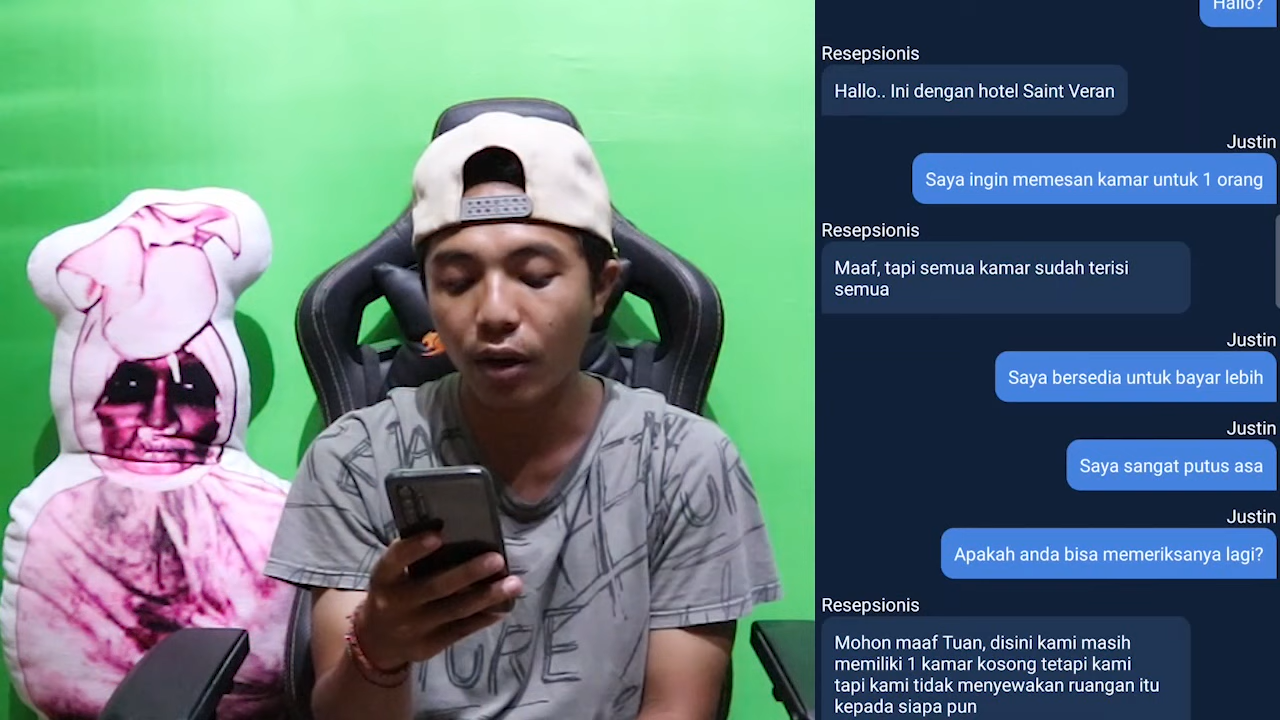 Hallo?
Resepsionis
Hallo.. Ini dengan hotel Saint Veran
Justin
Saya ingin memesan kamar untuk 1 orang
Resepsionis
Maaf, tapi semua kamar sudah terisi
semua
Justin
Saya bersedia untuk bayar lebih
Justin
Saya sangat putus asa
Justin
Apakah anda bisa memeriksanya lagi?
Resepsionis
Mohon maaf Tuan, disini kami masih
memiliki 1 kamar kosong tetapi kami
tapi kami tidak menyewakan ruangan itu
kepada siapa pun